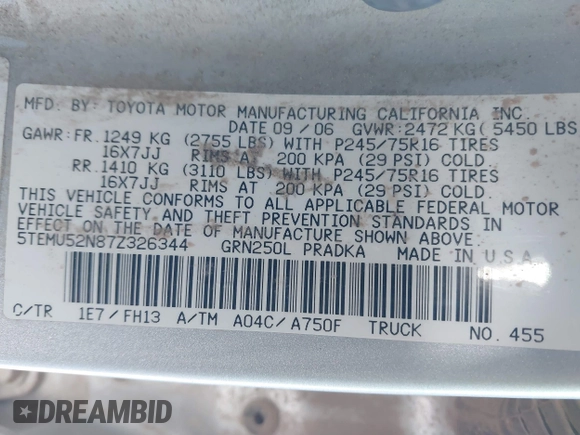 MFD. BY: TOYOTA MOTOR MANUFACTURING CALIFORNIA INC.
DATE 09/06 GVWR: 2472 KG( 5450 LBS
GAWR: FR. 1249 KG (2755 LBS) WITH P245/75R16 TIRES
16X7JJ RIMS AT 200 KPA (29 PSI) COLD.
RR. 1410 KG (3110 LBS) WITH P245/75R16 TIRES
16X7JJ RIMS AT 200 KPA (29 PSI) COLD.
THIS VEHICLE CONFORMS TO ALL APPLICABLE FEDERAL MOTOR
VEHICLE SAFETY, AND THEFT PREVENTION STANDARDS IN
EFFECT ON THE DATE OF MANUFACTURE SHOWN ABOVE.
5TEMU52N87Z326344 GRN250L PRADKA MADE IN U.S.A.
C/TR 1E7/FH13 A/TM A04C/A750F TRUCK NO. 455
DREAMBID